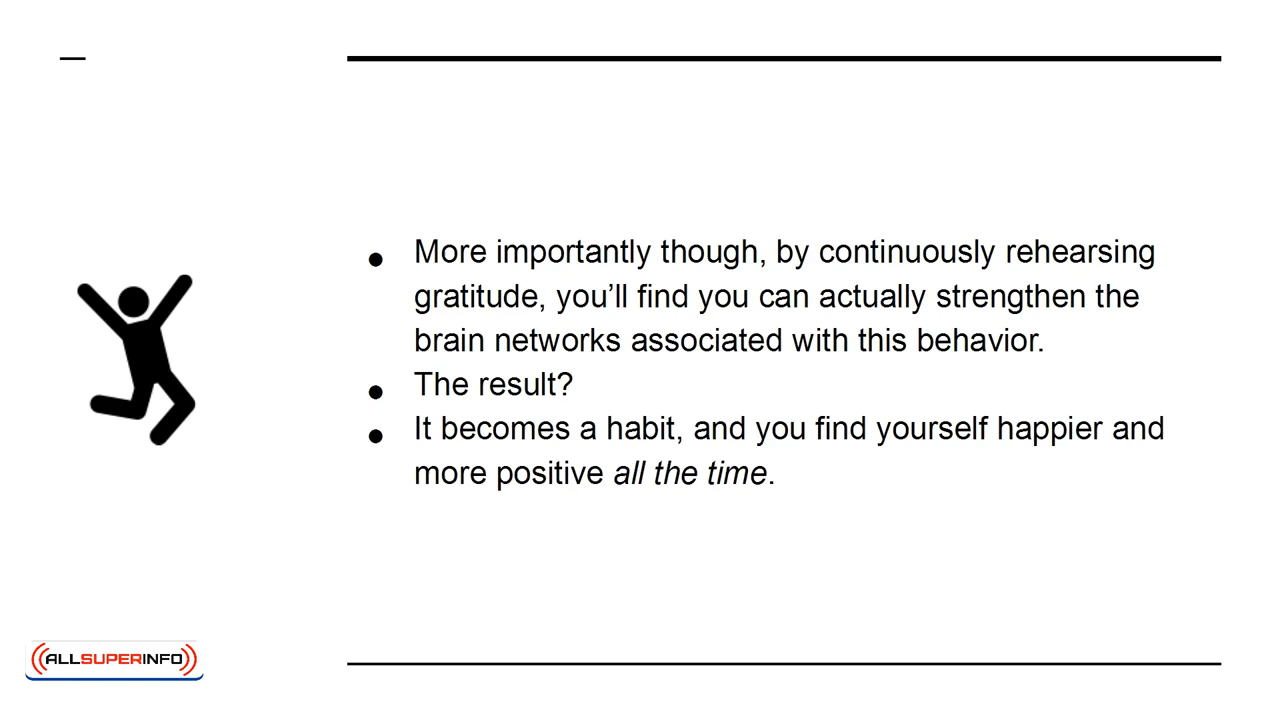 ● More importantly though, by continuously rehearsing
gratitude, you’ll find you can actually strengthen the
brain networks associated with this behavior.
● The result?
● It becomes a habit, and you find yourself happier and
more positive all the time.
ALLSUPERINFO